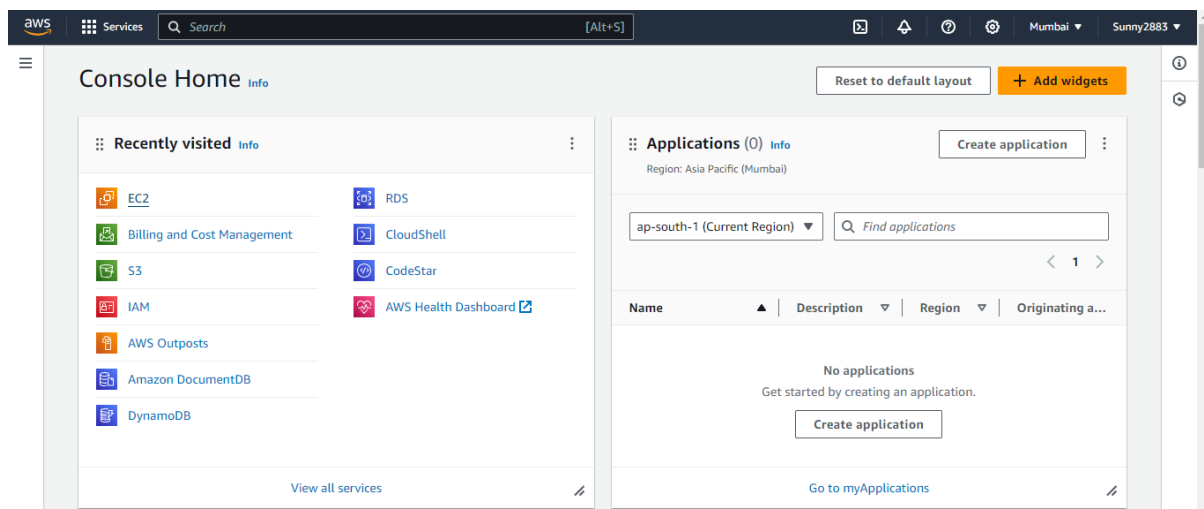 aws Services Search [Alt+S] Mumbai ▼ Sunny2883 ▼
Console Home Info
Reset to default layout
+ Add widgets
Recently visited Info
EC2
Billing and Cost Management
S3
IAM
AWS Outposts
Amazon DocumentDB
DynamoDB
RDS
CloudShell
CodeStar
AWS Health Dashboard
View all services
Applications (0) Info
Create application
Region: Asia Pacific (Mumbai)
ap-south-1 (Current Region) ▼
Find applications
< 1 >
Name ▲ Description ▽ Region ▽ Originating a...
No applications
Get started by creating an application.
Create application
Go to myApplications